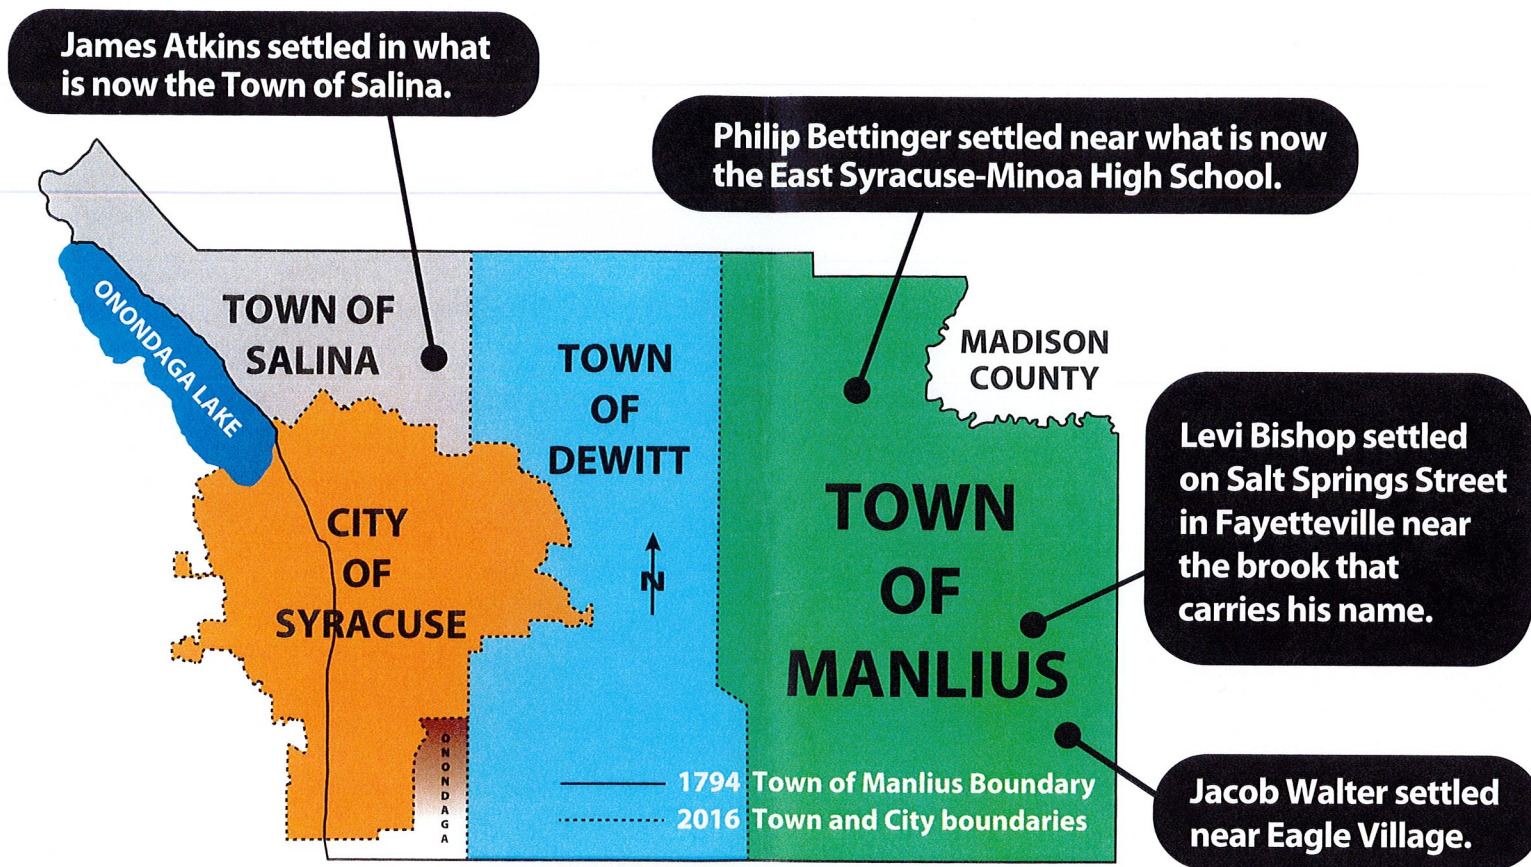 James Atkins settled in what
is now the Town of Salina.
Philip Bettinger settled near what is now
the East Syracuse-Minoa High School.
ONONDAGA LAKE
TOWN OF
SALINA
TOWN
OF
DEWITT
MADISON
COUNTY
Levi Bishop settled
on Salt Springs Street
in Fayetteville near
the brook that
carries his name.
CITY
OF
SYRACUSE
N
TOWN
OF
MANLIUS
ONONDAGA
1794 Town of Manlius Boundary
2016 Town and City boundaries
Jacob Walter settled
near Eagle Village.